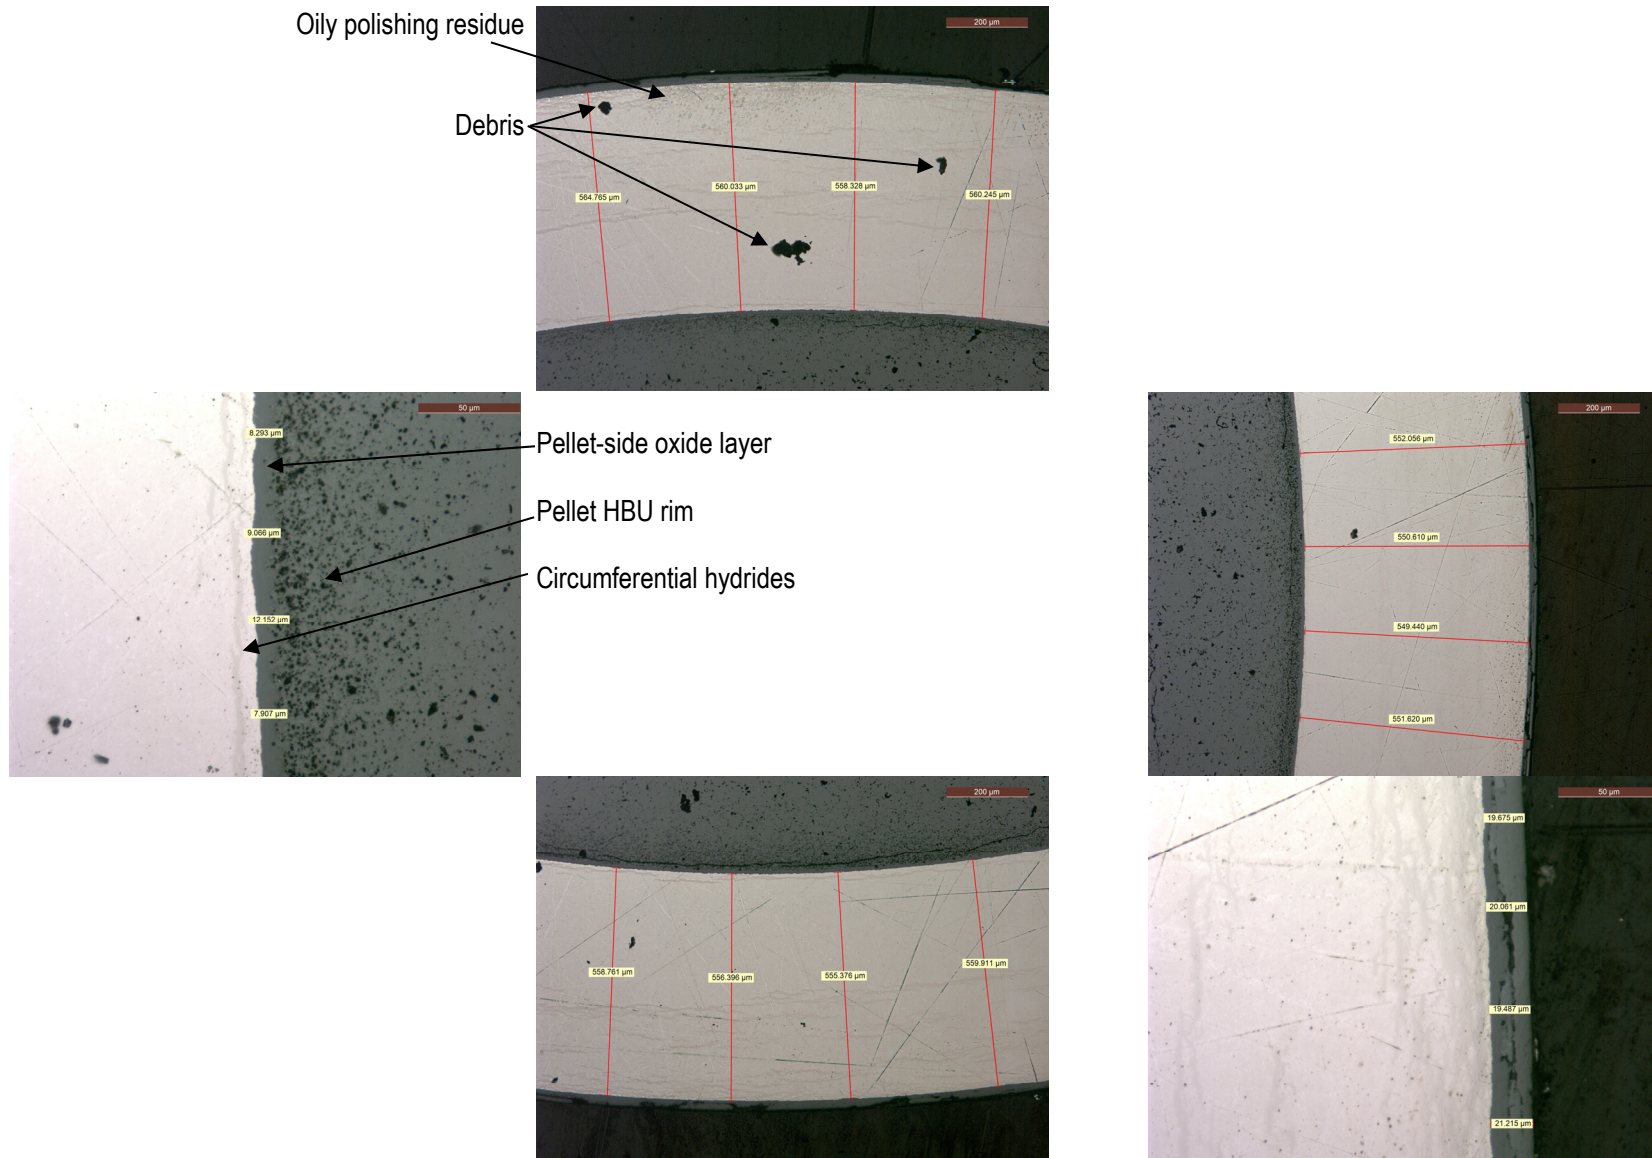 Oily polishing residue
200 µm
Debris
564.765 µm
560.033 µm
558.328 µm
560.245 µm
50 µm
8.293 µm
Pellet-side oxide layer
Pellet HBU rim
9.066 µm
Circumferential hydrides
12.152 µm
7.907 µm
200 µm
552.056 µm
550.610 µm
549.440 µm
551.620 µm
200 µm
558.761 µm
556.396 µm
555.376 µm
559.911 µm
50 µm
19.675 µm
20.061 µm
19.487 µm
21.215 µm